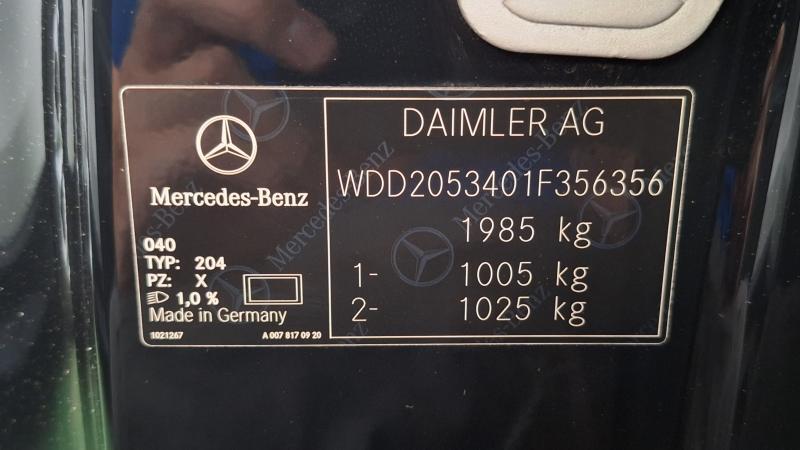 Mercedes-Benz
040
TYP: 204
PZ: X
1,0 %
Made in Germany
1021267 A 007 817 09 20
DAIMLER AG
WDD2053401F356356
1985 kg
1- 1005 kg
2- 1025 kg